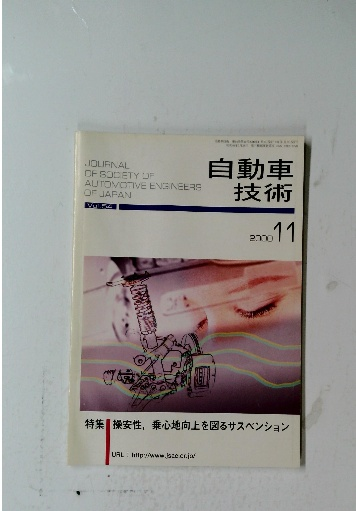 JOURNAL
OF SOCIETY OF
AUTOMOTIVE ENGINEERS
OF JAPAN
Vol.54
自動車
技術
2000 11
特集 操安性，乗心地向上を図るサスペンション
URL : http://www.jsae.or.jp/